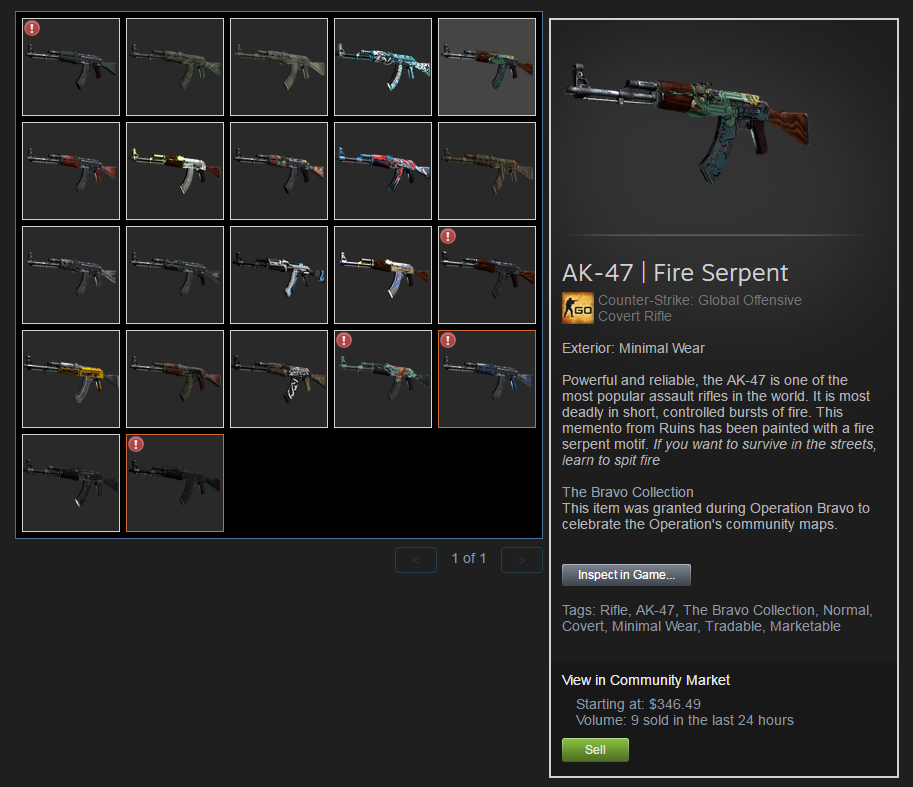 !
!
!
!
!
< 1 of 1 >
AK-47 | Fire Serpent
GO
Counter-Strike: Global Offensive
Covert Rifle
Exterior: Minimal Wear
Powerful and reliable, the AK-47 is one of the
most popular assault rifles in the world. It is most
deadly in short, controlled bursts of fire. This
memento from Ruins has been painted with a fire
serpent motif. If you want to survive in the streets,
learn to spit fire
The Bravo Collection
This item was granted during Operation Bravo to
celebrate the Operation's community maps.
Inspect in Game...
Tags: Rifle, AK-47, The Bravo Collection, Normal,
Covert, Minimal Wear, Tradable, Marketable
View in Community Market
Starting at: $346.49
Volume: 9 sold in the last 24 hours
Sell